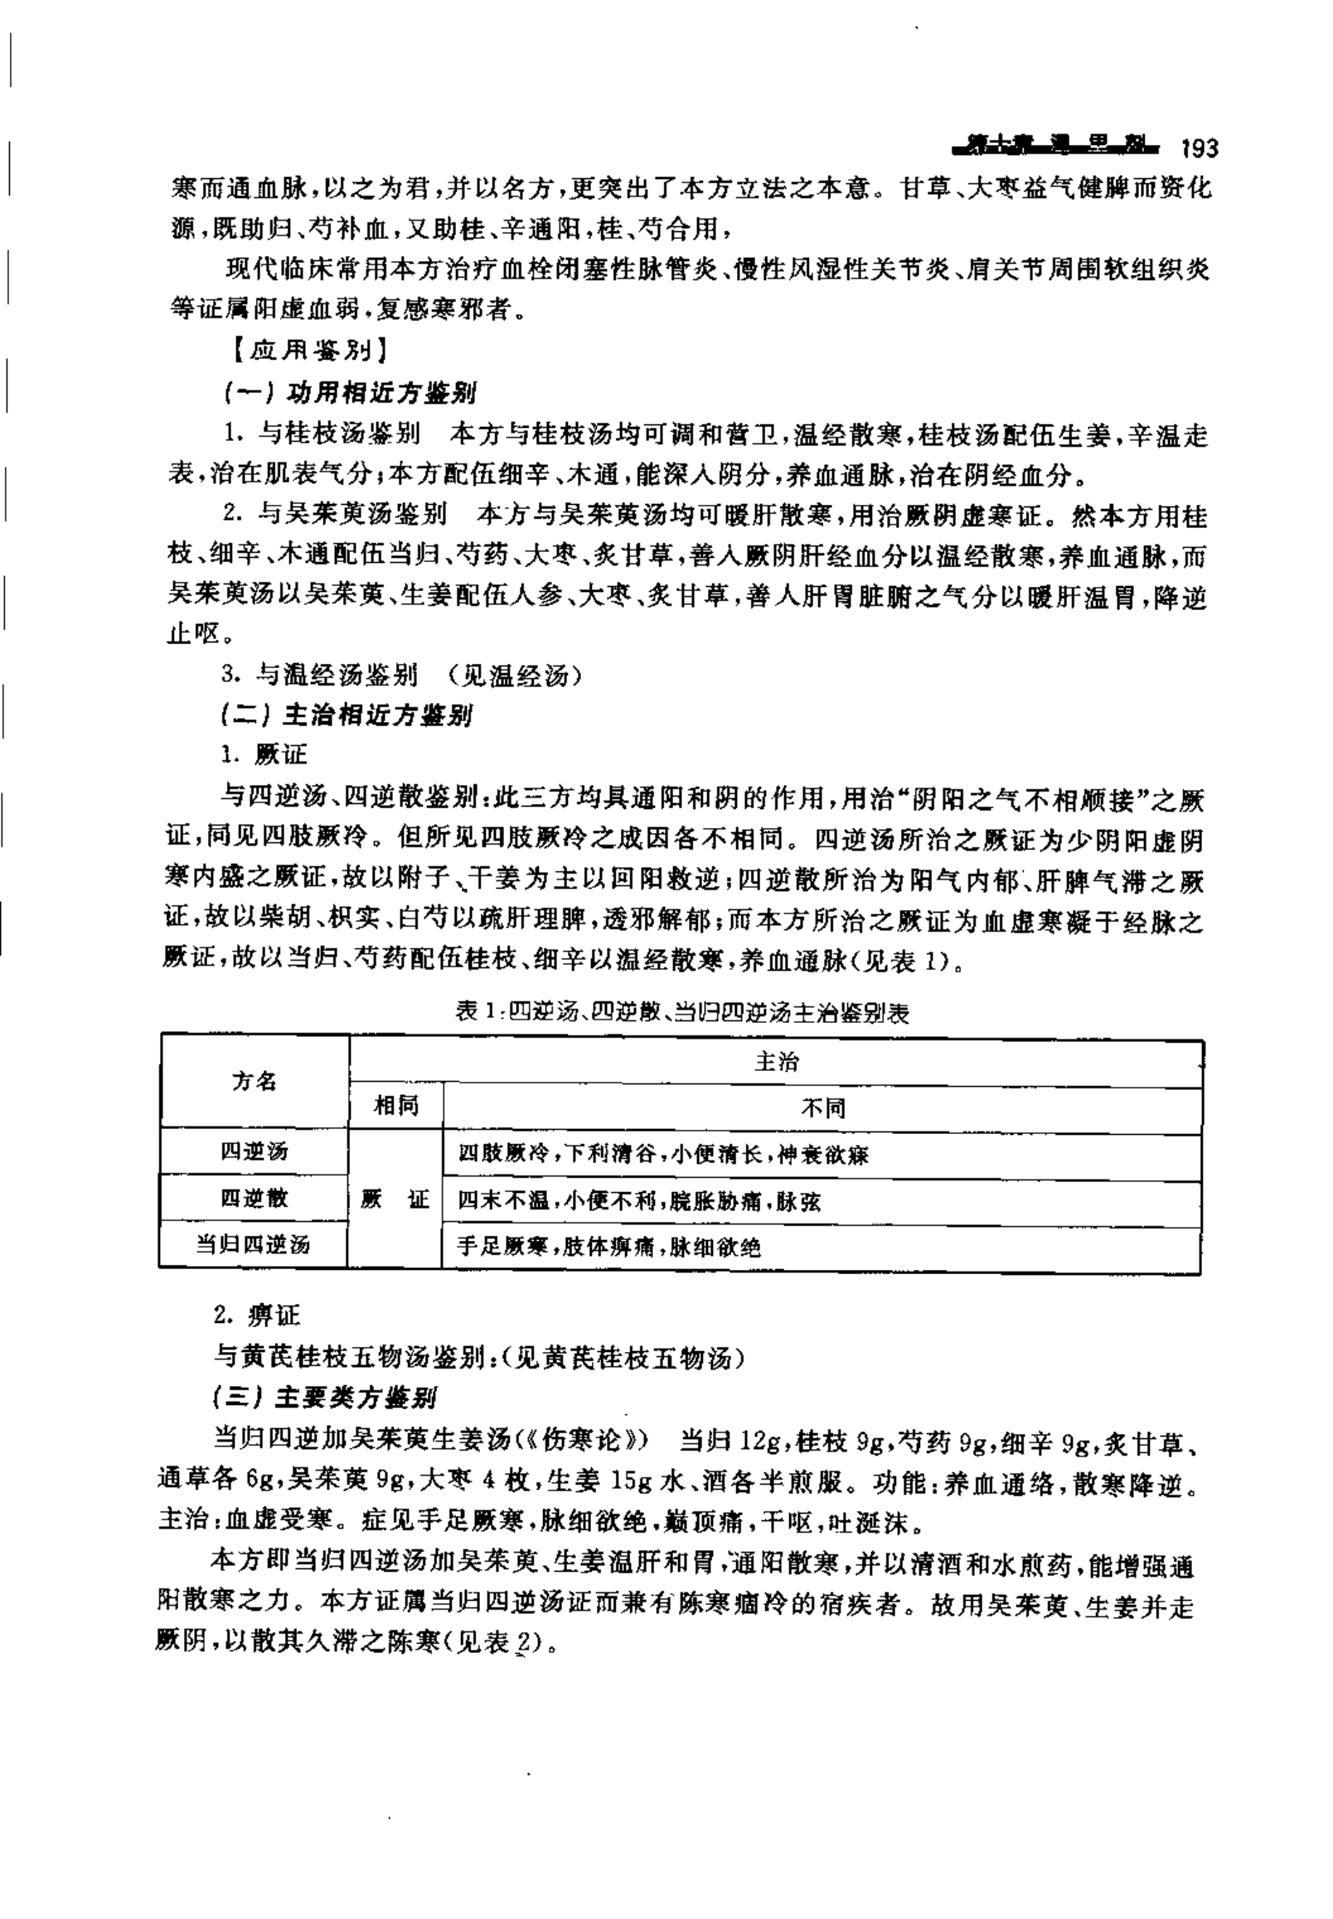 第十章 温里剂 193
寒而通血脉,以之为君,并以名方,更突出了本方立法之本意。甘草、大枣益气健脾而资化
源,既助归、芍补血,又助桂、辛通阳,桂、芍合用,
现代临床常用本方治疗血栓闭塞性脉管炎、慢性风湿性关节炎、肩关节周围软组织炎
等证属阳虚血弱,复感寒邪者。
【应用鉴别】
(一) 功用相近方鉴别
1. 与桂枝汤鉴别 本方与桂枝汤均可调和营卫,温经散寒,桂枝汤配伍生姜,辛温走
表,治在肌表气分;本方配伍细辛、木通,能深入阴分,养血通脉,治在阴经血分。
2. 与吴茱萸汤鉴别 本方与吴茱萸汤均可暖肝散寒,用治厥阴虚寒证。然本方用桂
枝、细辛、木通配伍当归、芍药、大枣、炙甘草,善入厥阴肝经血分以温经散寒,养血通脉,而
吴茱萸汤以吴茱萸、生姜配伍人参、大枣、炙甘草,善入肝胃脏腑之气分以暖肝温胃,降逆
止呕。
3. 与温经汤鉴别 (见温经汤)
(二) 主治相近方鉴别
1. 厥证
与四逆汤、四逆散鉴别:此三方均具通阳和阴的作用,用治“阴阳之气不相顺接”之厥
证,同见四肢厥冷。但所见四肢厥冷之成因各不相同。四逆汤所治之厥证为少阴阳虚阴
寒内盛之厥证,故以附子、干姜为主以回阳救逆;四逆散所治为阳气内郁、肝脾气滞之厥
证,故以柴胡、枳实、白芍以疏肝理脾,透邪解郁;而本方所治之厥证为血虚寒凝于经脉之
厥证,故以当归、芍药配伍桂枝、细辛以温经散寒,养血通脉(见表 1)。
表 1:四逆汤、四逆散、当归四逆汤主治鉴别表
方名 主治
相同 不同
四逆汤 四肢厥冷,下利清谷,小便清长,神衰欲寐
四逆散 厥 证 四末不温,小便不利,脘胀胁痛,脉弦
当归四逆汤 手足厥寒,肢体痹痛,脉细欲绝
2. 痹证
与黄芪桂枝五物汤鉴别:(见黄芪桂枝五物汤)
(三) 主要类方鉴别
当归四逆加吴茱萸生姜汤(《伤寒论》) 当归 12g,桂枝 9g,芍药 9g,细辛 9g,炙甘草、
通草各 6g,吴茱萸 9g,大枣 4 枚,生姜 15g 水、酒各半煎服。功能:养血通络,散寒降逆。
主治:血虚受寒。症见手足厥寒,脉细欲绝,巅顶痛,干呕,吐涎沫。
本方即当归四逆汤加吴茱萸、生姜温肝和胃,通阳散寒,并以清酒和水煎药,能增强通
阳散寒之力。本方证属当归四逆汤证而兼有陈寒痼冷的宿疾者。故用吴茱萸、生姜并走
厥阴,以散其久滞之陈寒(见表 2)。